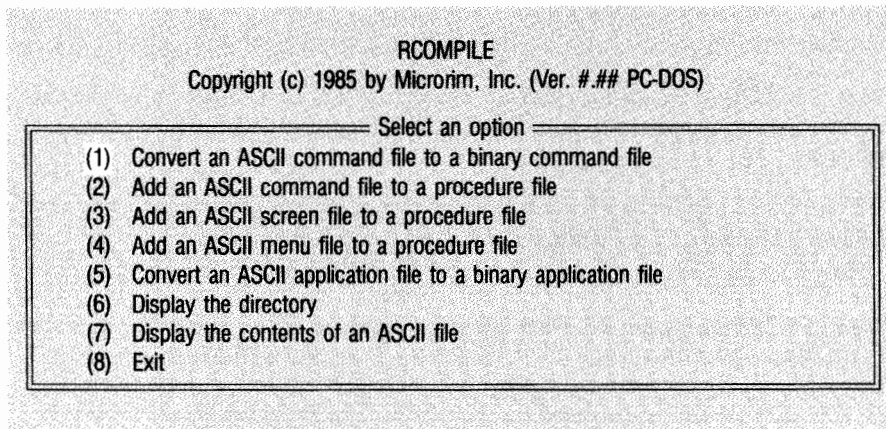 RCOMPILE
Copyright (c) 1985 by Microrim, Inc. (Ver. #.## PC-DOS)
Select an option
(1) Convert an ASCII command file to a binary command file
(2) Add an ASCII command file to a procedure file
(3) Add an ASCII screen file to a procedure file
(4) Add an ASCII menu file to a procedure file
(5) Convert an ASCII application file to a binary application file
(6) Display the directory
(7) Display the contents of an ASCII file
(8) Exit